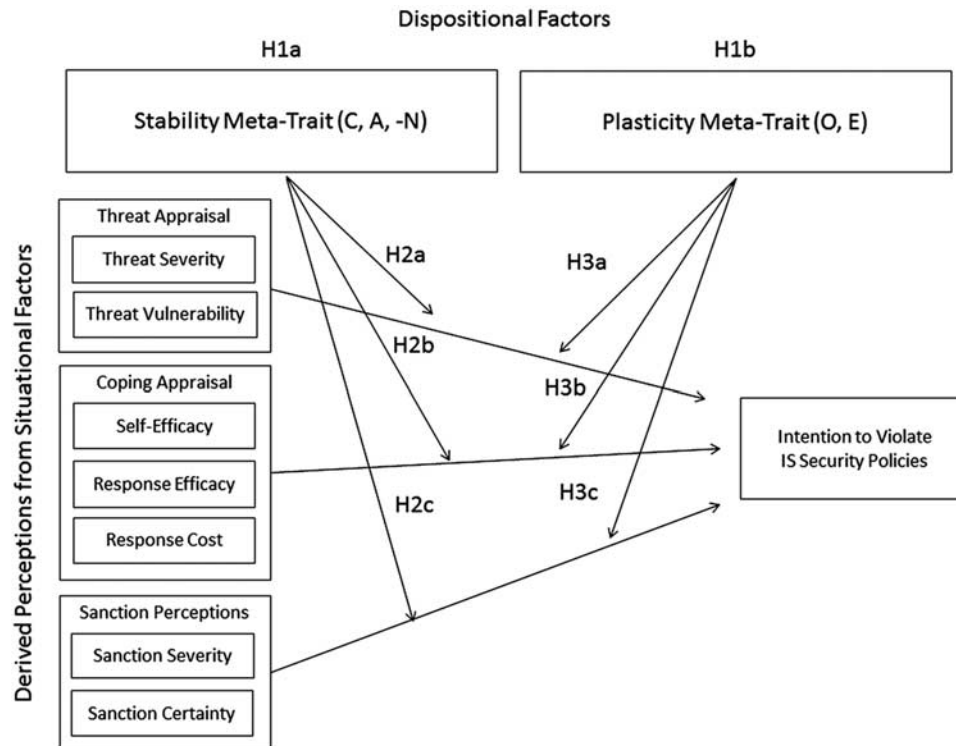 Dispositional Factors
H1a
H1b
Stability Meta-Trait (C, A, -N)
Plasticity Meta-Trait (O, E)
Derived Perceptions from Situational Factors
Threat Appraisal
Threat Severity
Threat Vulnerability
H2a
H3a
H2b
H3b
Coping Appraisal
Self-Efficacy
Response Efficacy
Response Cost
H2c
H3c
Intention to Violate
IS Security Policies
Sanction Perceptions
Sanction Severity
Sanction Certainty